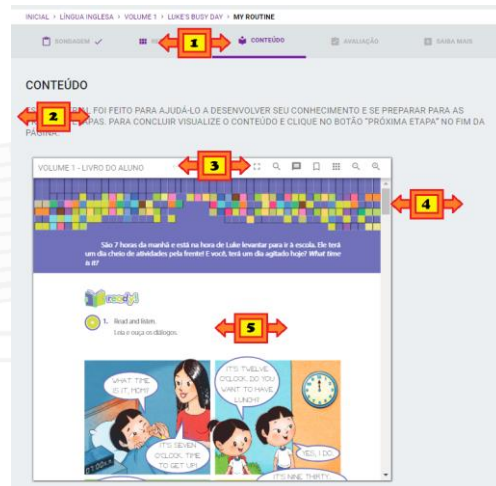 INICIAL > LÍNGUA INGLESA > VOLUME 1 > LUKE'S BUSY DAY > MY ROUTINE
SONDAGEM
1
CONTEÚDO
AVALIAÇÃO
SAIBA MAIS
CONTEÚDO
2
FOI FEITO PARA AJUDÁ-LO A DESENVOLVER SEU CONHECIMENTO E SE PREPARAR PARA AS
APAS. PARA CONCLUIR VISUALIZE O CONTEÚDO E CLIQUE NO BOTÃO "PRÓXIMA ETAPA" NO FIM DA
PÁGINA.
VOLUME 1 - LIVRO DO ALUNO
3
4
São 7 horas da manhã e está na hora de Luke levantar para ir à escola. Ele terá
um dia cheio de atividades pela frente! E você, terá um dia agitado hoje? What time
is it?
ready!
1. Read and listen.
Leia e ouça os diálogos.
5
WHAT TIME
IS IT, MOM?
IT'S SEVEN
O'CLOCK. TIME
TO GET UP!
IT'S TWELVE
O'CLOCK. DO YOU
WANT TO HAVE
LUNCH?
YES, I DO.
IT'S NINE THIRTY.